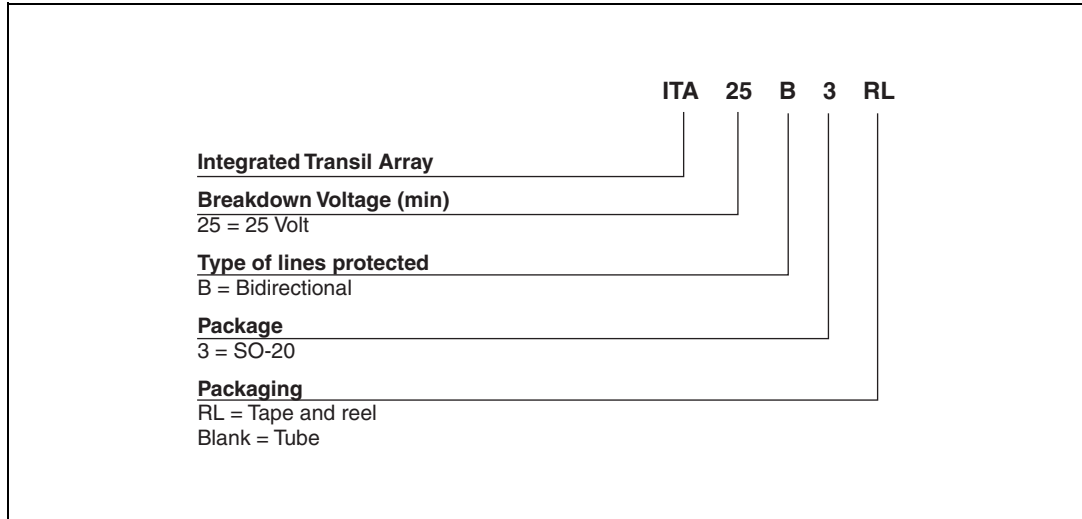 ITA 25 B 3 RL
Integrated Transil Array
Breakdown Voltage (min)
25 = 25 Volt
Type of lines protected
B = Bidirectional
Package
3 = SO-20
Packaging
RL = Tape and reel
Blank = Tube